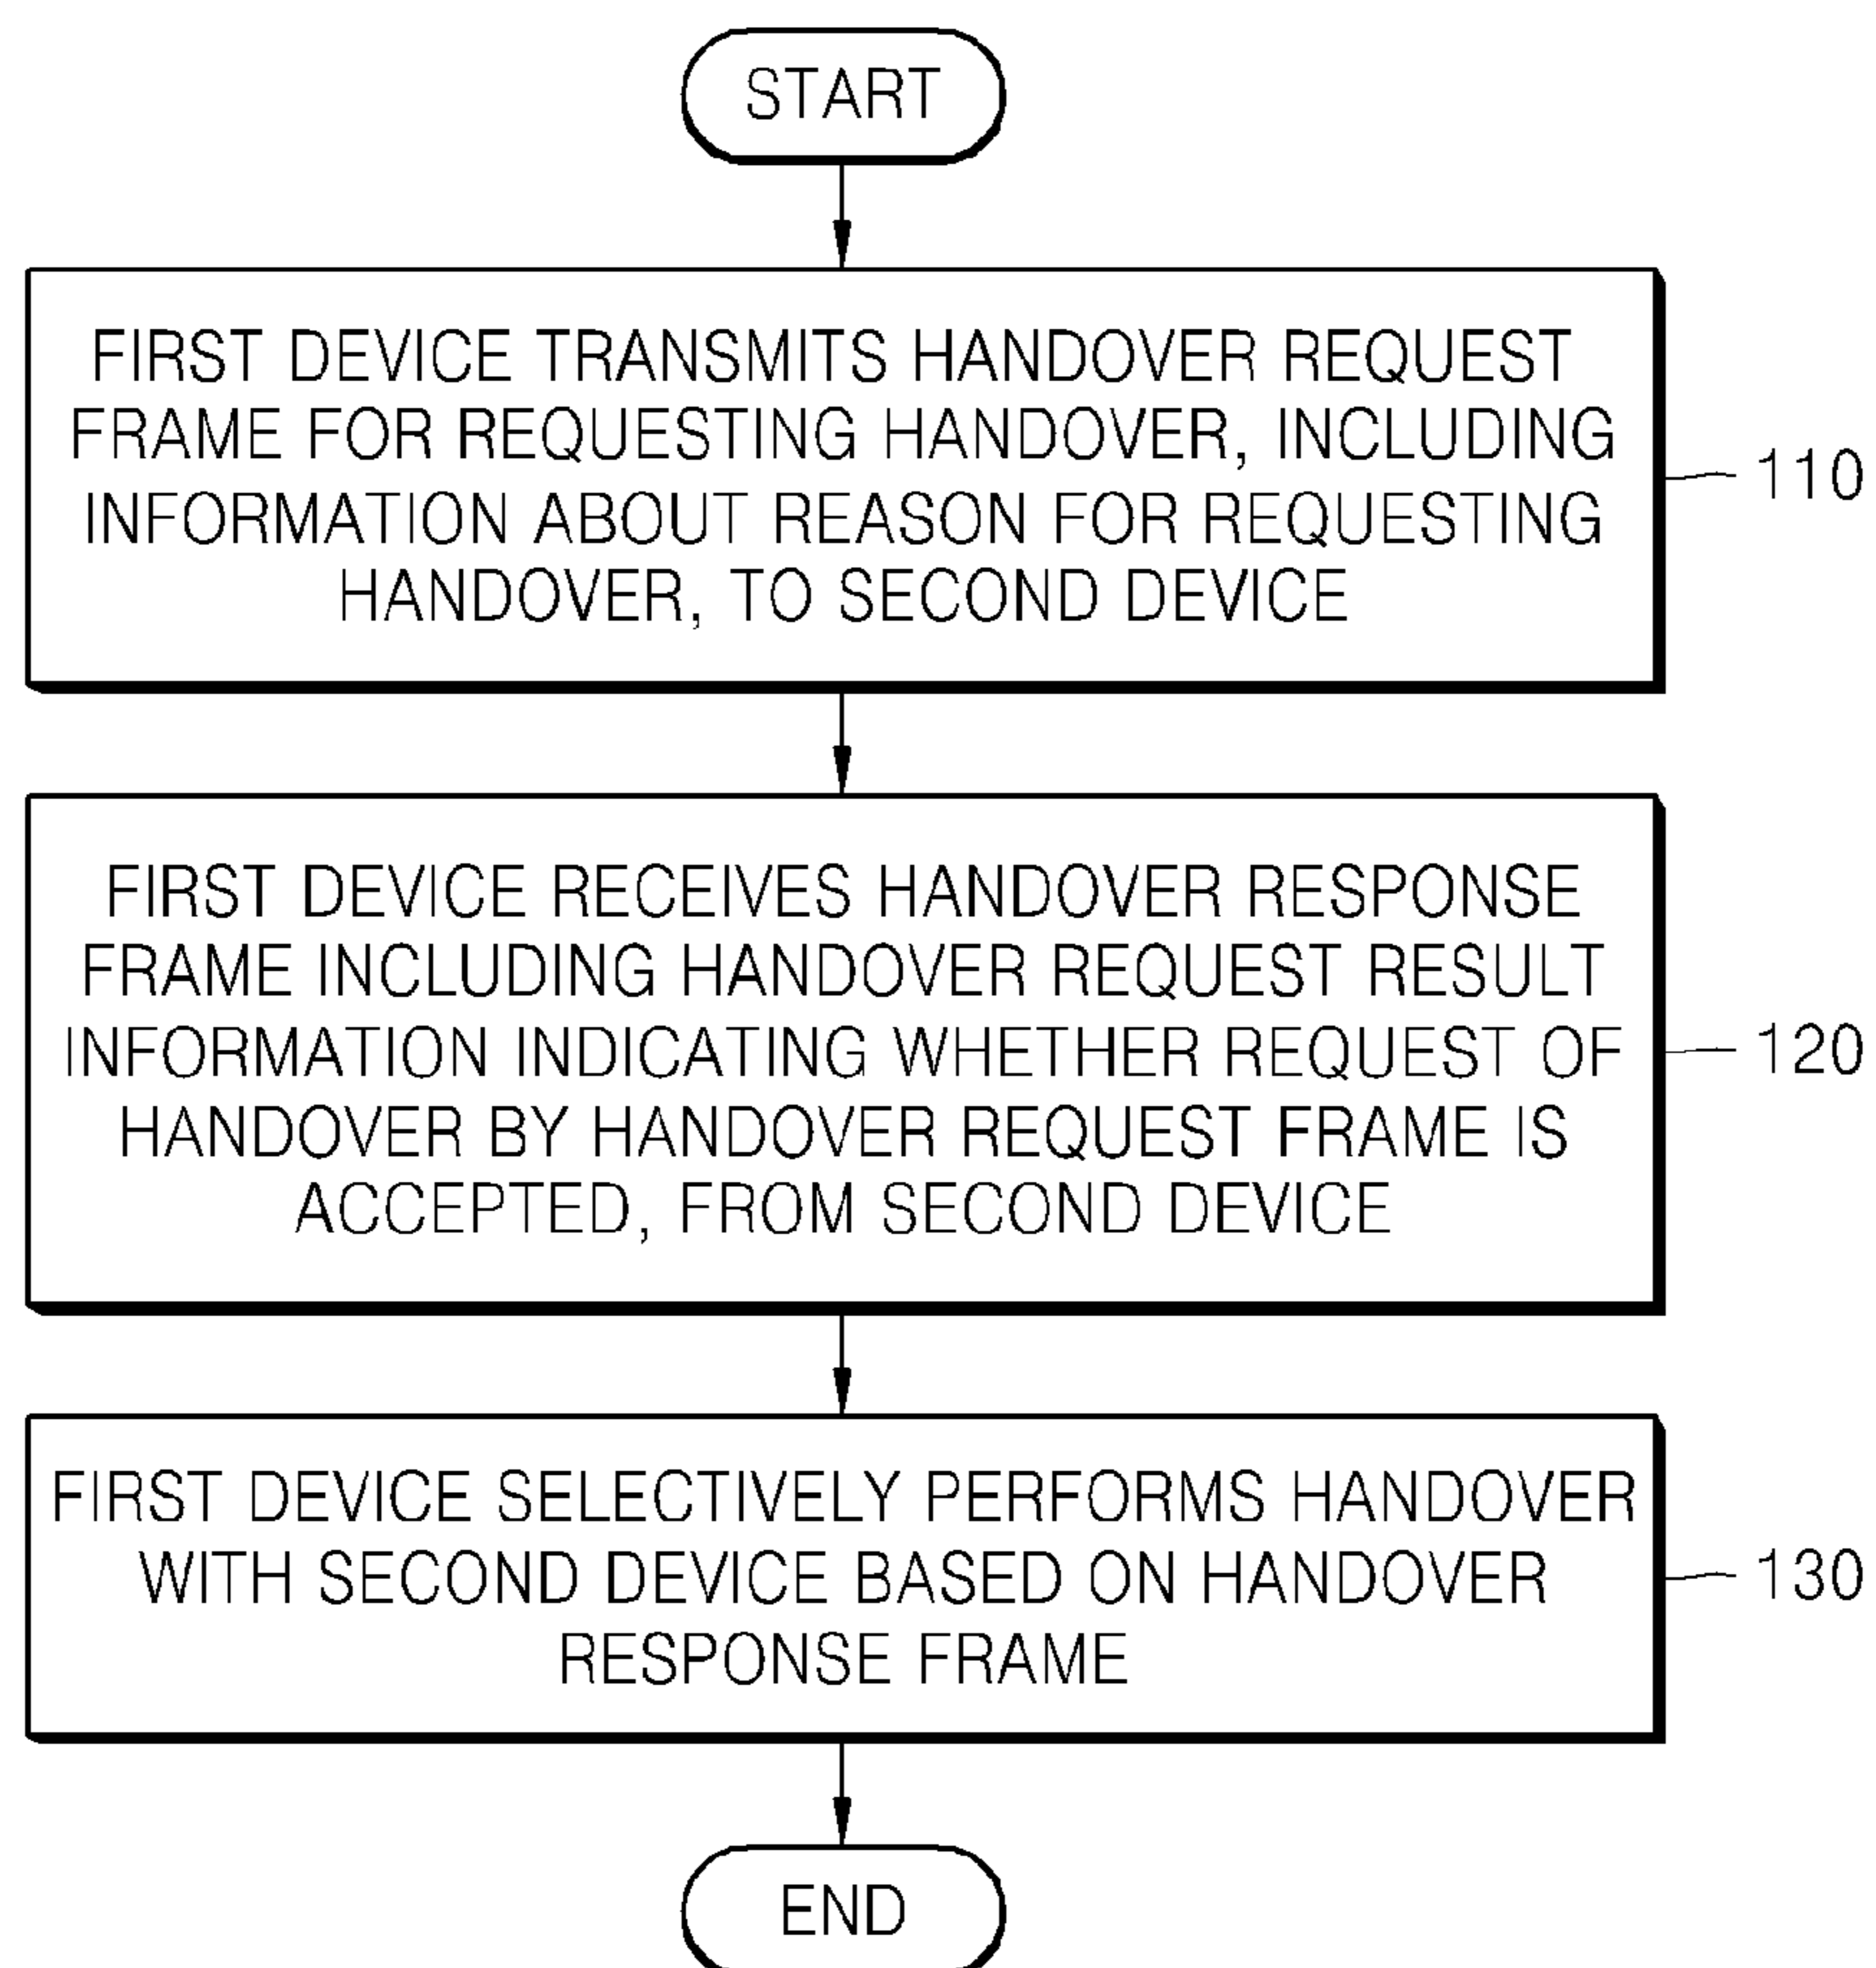 START
FIRST DEVICE TRANSMITS HANDOVER REQUEST
FRAME FOR REQUESTING HANDOVER, INCLUDING
INFORMATION ABOUT REASON FOR REQUESTING
HANDOVER, TO SECOND DEVICE
110
FIRST DEVICE RECEIVES HANDOVER RESPONSE
FRAME INCLUDING HANDOVER REQUEST RESULT
INFORMATION INDICATING WHETHER REQUEST OF
HANDOVER BY HANDOVER REQUEST FRAME IS
ACCEPTED, FROM SECOND DEVICE
120
FIRST DEVICE SELECTIVELY PERFORMS HANDOVER
WITH SECOND DEVICE BASED ON HANDOVER
RESPONSE FRAME
130
END